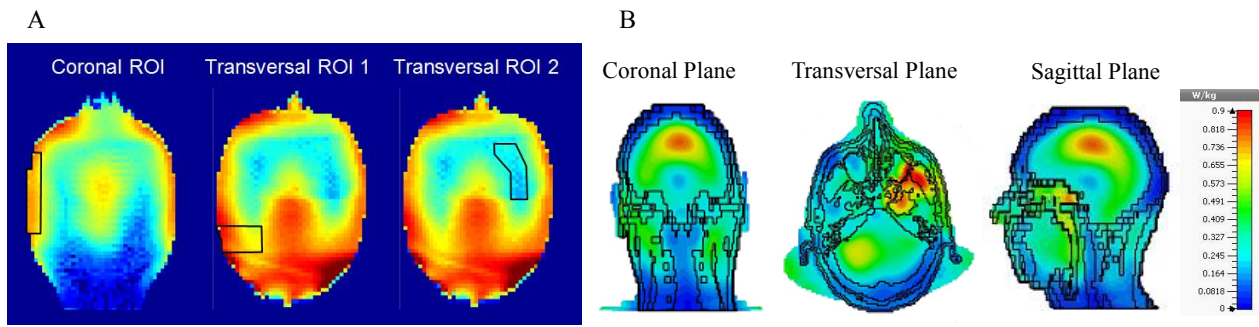 A
Coronal ROI
Transversal ROI 1
Transversal ROI 2
B
Coronal Plane
Transversal Plane
Sagittal Plane
W/kg
0.9
0.818
0.736
0.655
0.573
0.491
0.409
0.327
0.245
0.164
0.0818
0